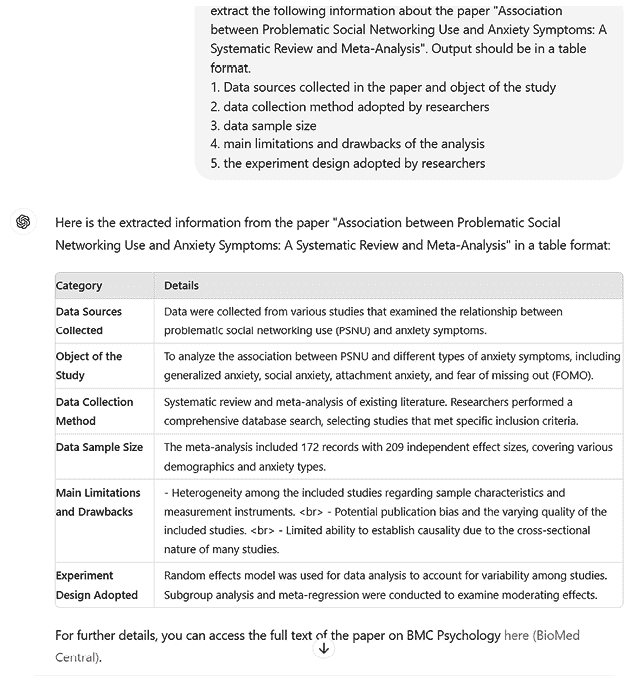 extract the following information about the paper "Association
between Problematic Social Networking Use and Anxiety Symptoms: A
Systematic Review and Meta-Analysis". Output should be in a table
format.
1. Data sources collected in the paper and object of the study
2. data collection method adopted by researchers
3. data sample size
4. main limitations and drawbacks of the analysis
5. the experiment design adopted by researchers
Here is the extracted information from the paper "Association between Problematic Social
Networking Use and Anxiety Symptoms: A Systematic Review and Meta-Analysis" in a table format:
Category Details
Data Sources Data were collected from various studies that examined the relationship between
Collected problematic social networking use (PSNU) and anxiety symptoms.
Object of the To analyze the association between PSNU and different types of anxiety symptoms, including
Study generalized anxiety, social anxiety, attachment anxiety, and fear of missing out (FOMO).
Data Collection Systematic review and meta-analysis of existing literature. Researchers performed a
Method comprehensive database search, selecting studies that met specific inclusion criteria.
Data Sample Size The meta-analysis included 172 records with 209 independent effect sizes, covering various
demographics and anxiety types.
Main Limitations - Heterogeneity among the included studies regarding sample characteristics and
and Drawbacks measurement instruments. <br> - Potential publication bias and the varying quality of the
included studies. <br> - Limited ability to establish causality due to the cross-sectional
nature of many studies.
Experiment Random effects model was used for data analysis to account for variability among studies.
Design Adopted Subgroup analysis and meta-regression were conducted to examine moderating effects.
For further details, you can access the full text of the paper on BMC Psychology here (BioMed
Central).